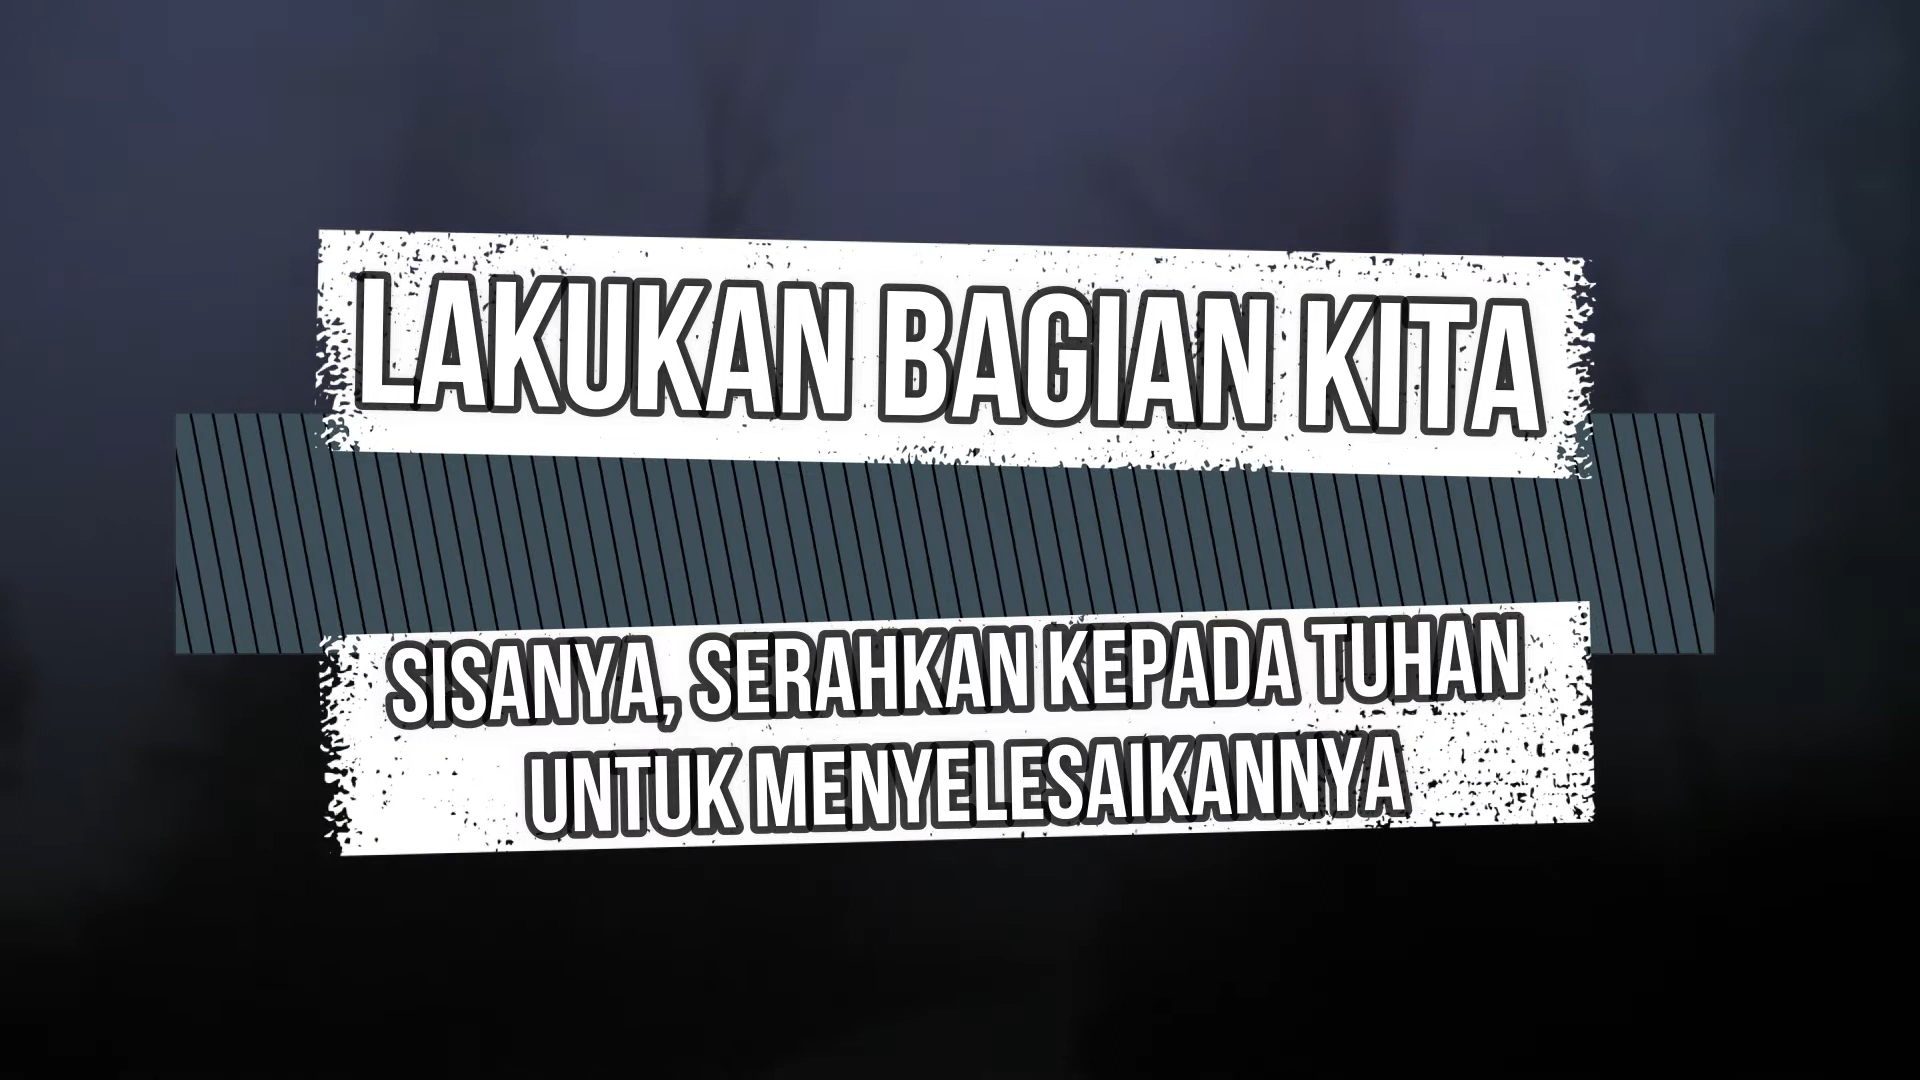 LAKUKAN BAGIAN KITA
SISANYA, SERAHKAN KEPADA TUHAN
UNTUK MENYELESAIKANNYA